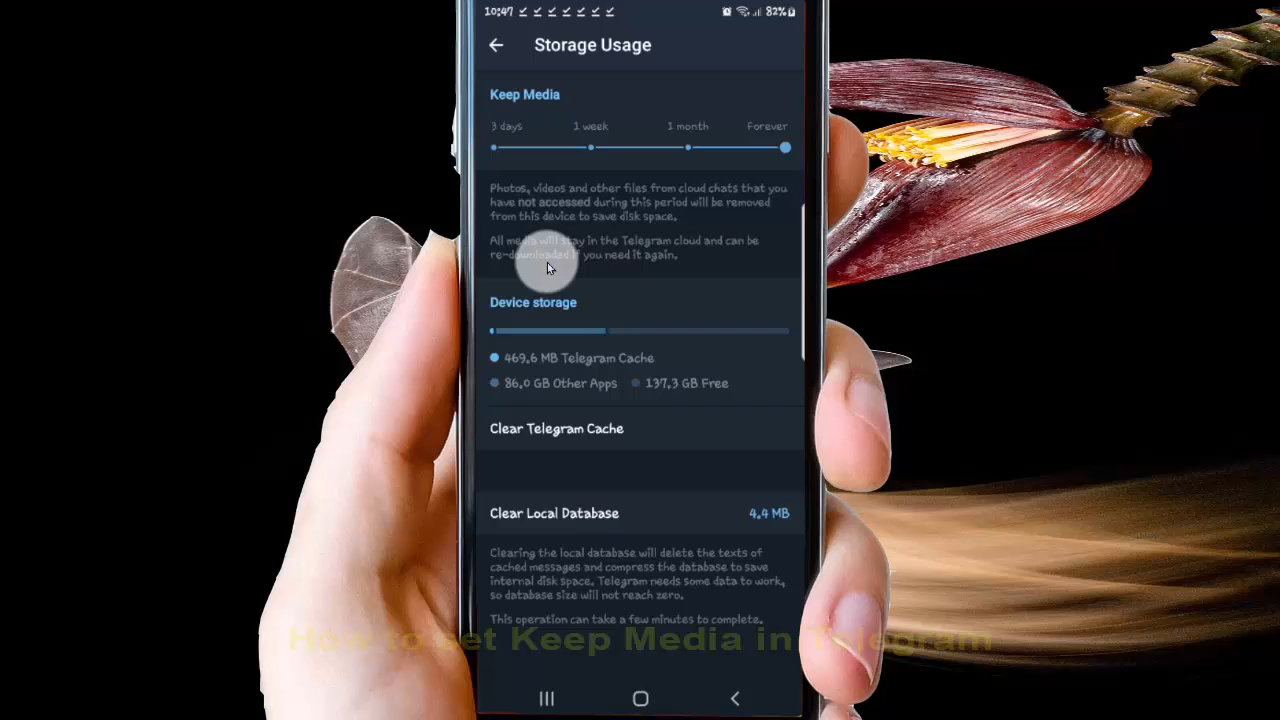 10:47
82%
Storage Usage
Keep Media
3 days 1 week 1 month Forever
Photos, videos and other files from cloud chats that you
have not accessed during this period will be removed
from this device to save disk space.
All media will stay in the Telegram cloud and can be
re-downloaded if you need it again.
Device storage
469.6 MB Telegram Cache
86.0 GB Other Apps 137.3 GB Free
Clear Telegram Cache
Clear Local Database 4.4 MB
Clearing the local database will delete the texts of
cached messages and compress the database to save
internal disk space. Telegram needs some data to work,
so database size will not reach zero.
This operation can take a few minutes to complete.
How to set Keep Media in Telegram